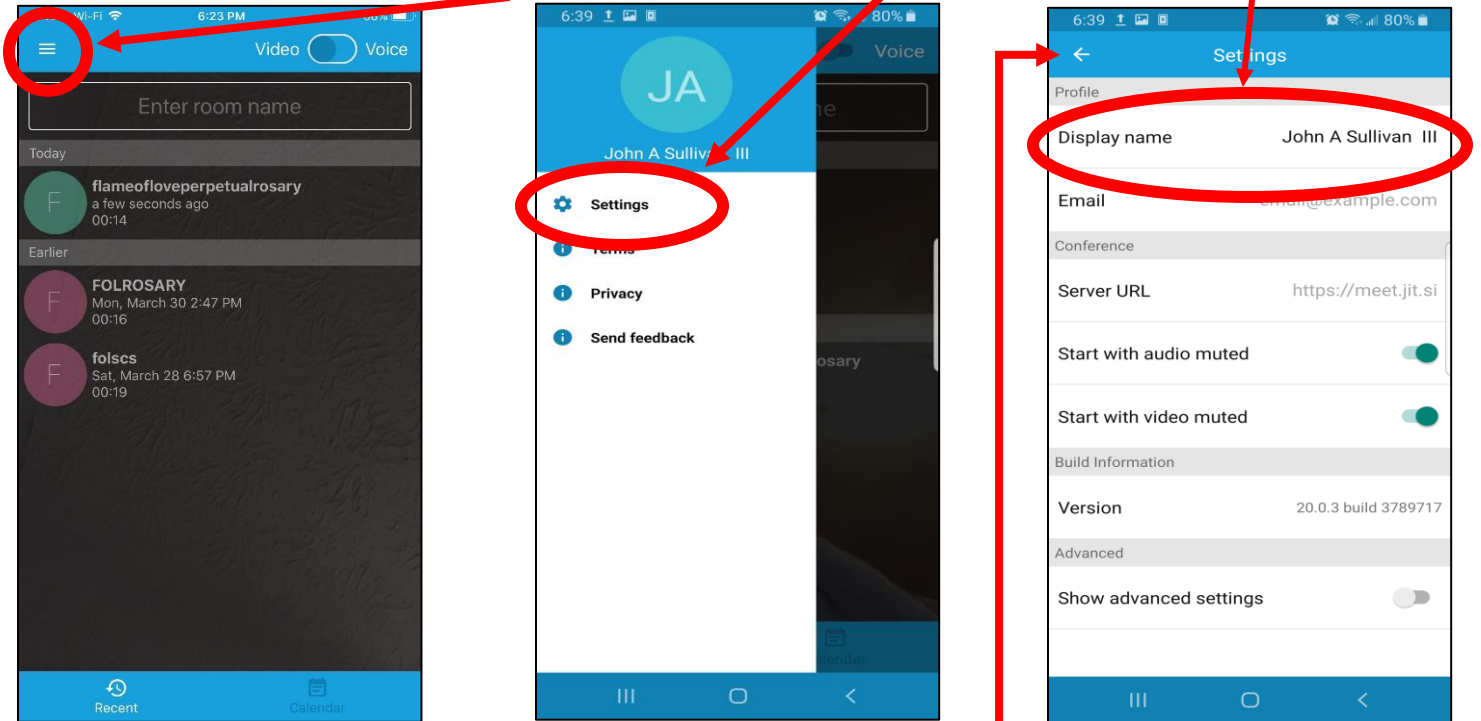 Wi-Fi 6:23 PM
Video Voice
Enter room name
Today
F
flameofloveperpetualrosary
a few seconds ago
00:14
Earlier
F
FOLROSARY
Mon, March 30 2:47 PM
00:16
F
folscs
Sat, March 28 6:57 PM
00:19
Recent
Calendar
6:39 80%
JA
Voice
John A Sullivan III
Settings
Terms
Privacy
Send feedback
osary
6:39 80%
Settings
Profile
Display name John A Sullivan III
Email email@example.com
Conference
Server URL https://meet.jit.si
Start with audio muted
Start with video muted
Build Information
Version 20.0.3 build 3789717
Advanced
Show advanced settings